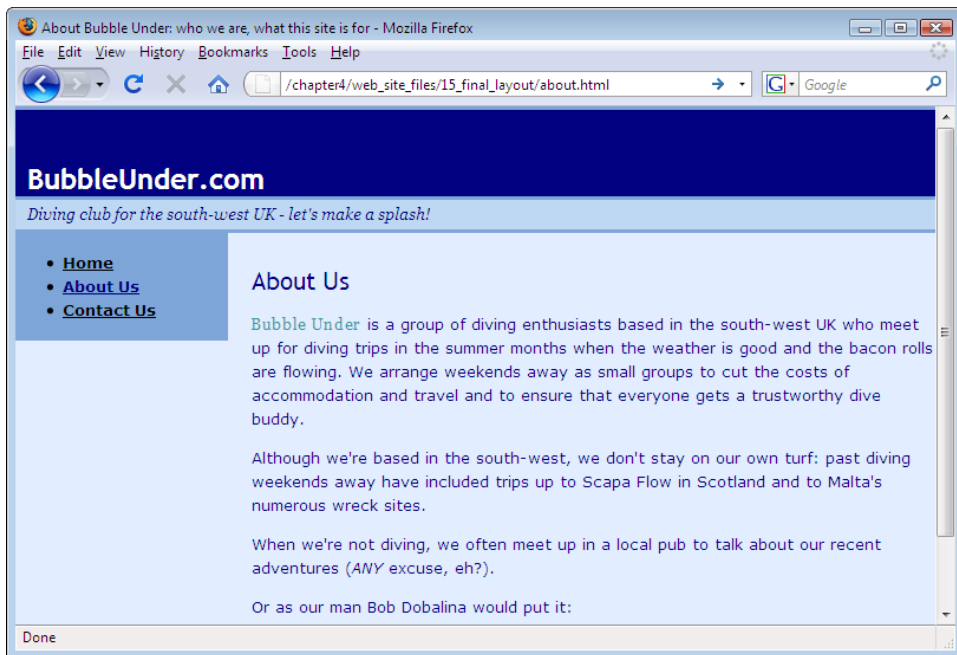 About Bubble Under: who we are, what this site is for - Mozilla Firefox
File Edit View History Bookmarks Tools Help
/chapter4/web_site_files/15_final_layout/about.html
G Google
BubbleUnder.com
Diving club for the south-west UK - let's make a splash!
Home
About Us
Contact Us
About Us
Bubble Under is a group of diving enthusiasts based in the south-west UK who meet
up for diving trips in the summer months when the weather is good and the bacon rolls
are flowing. We arrange weekends away as small groups to cut the costs of
accommodation and travel and to ensure that everyone gets a trustworthy dive
buddy.
Although we're based in the south-west, we don't stay on our own turf: past diving
weekends away have included trips up to Scapa Flow in Scotland and to Malta's
numerous wreck sites.
When we're not diving, we often meet up in a local pub to talk about our recent
adventures (ANY excuse, eh?).
Or as our man Bob Dobalina would put it:
Done